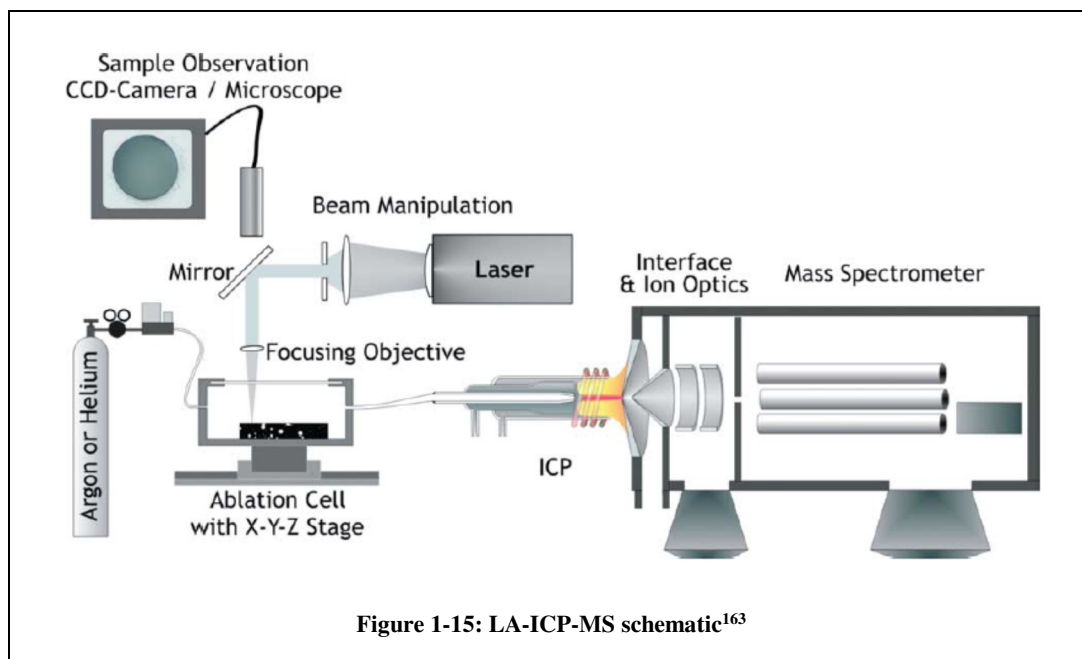 Sample Observation
CCD-Camera / Microscope
Beam Manipulation
Laser
Mirror
Interface
& Ion Optics
Mass Spectrometer
Argon or Helium
Focusing Objective
ICP
Ablation Cell
with X-Y-Z Stage
Figure 1-15: LA-ICP-MS schematic163